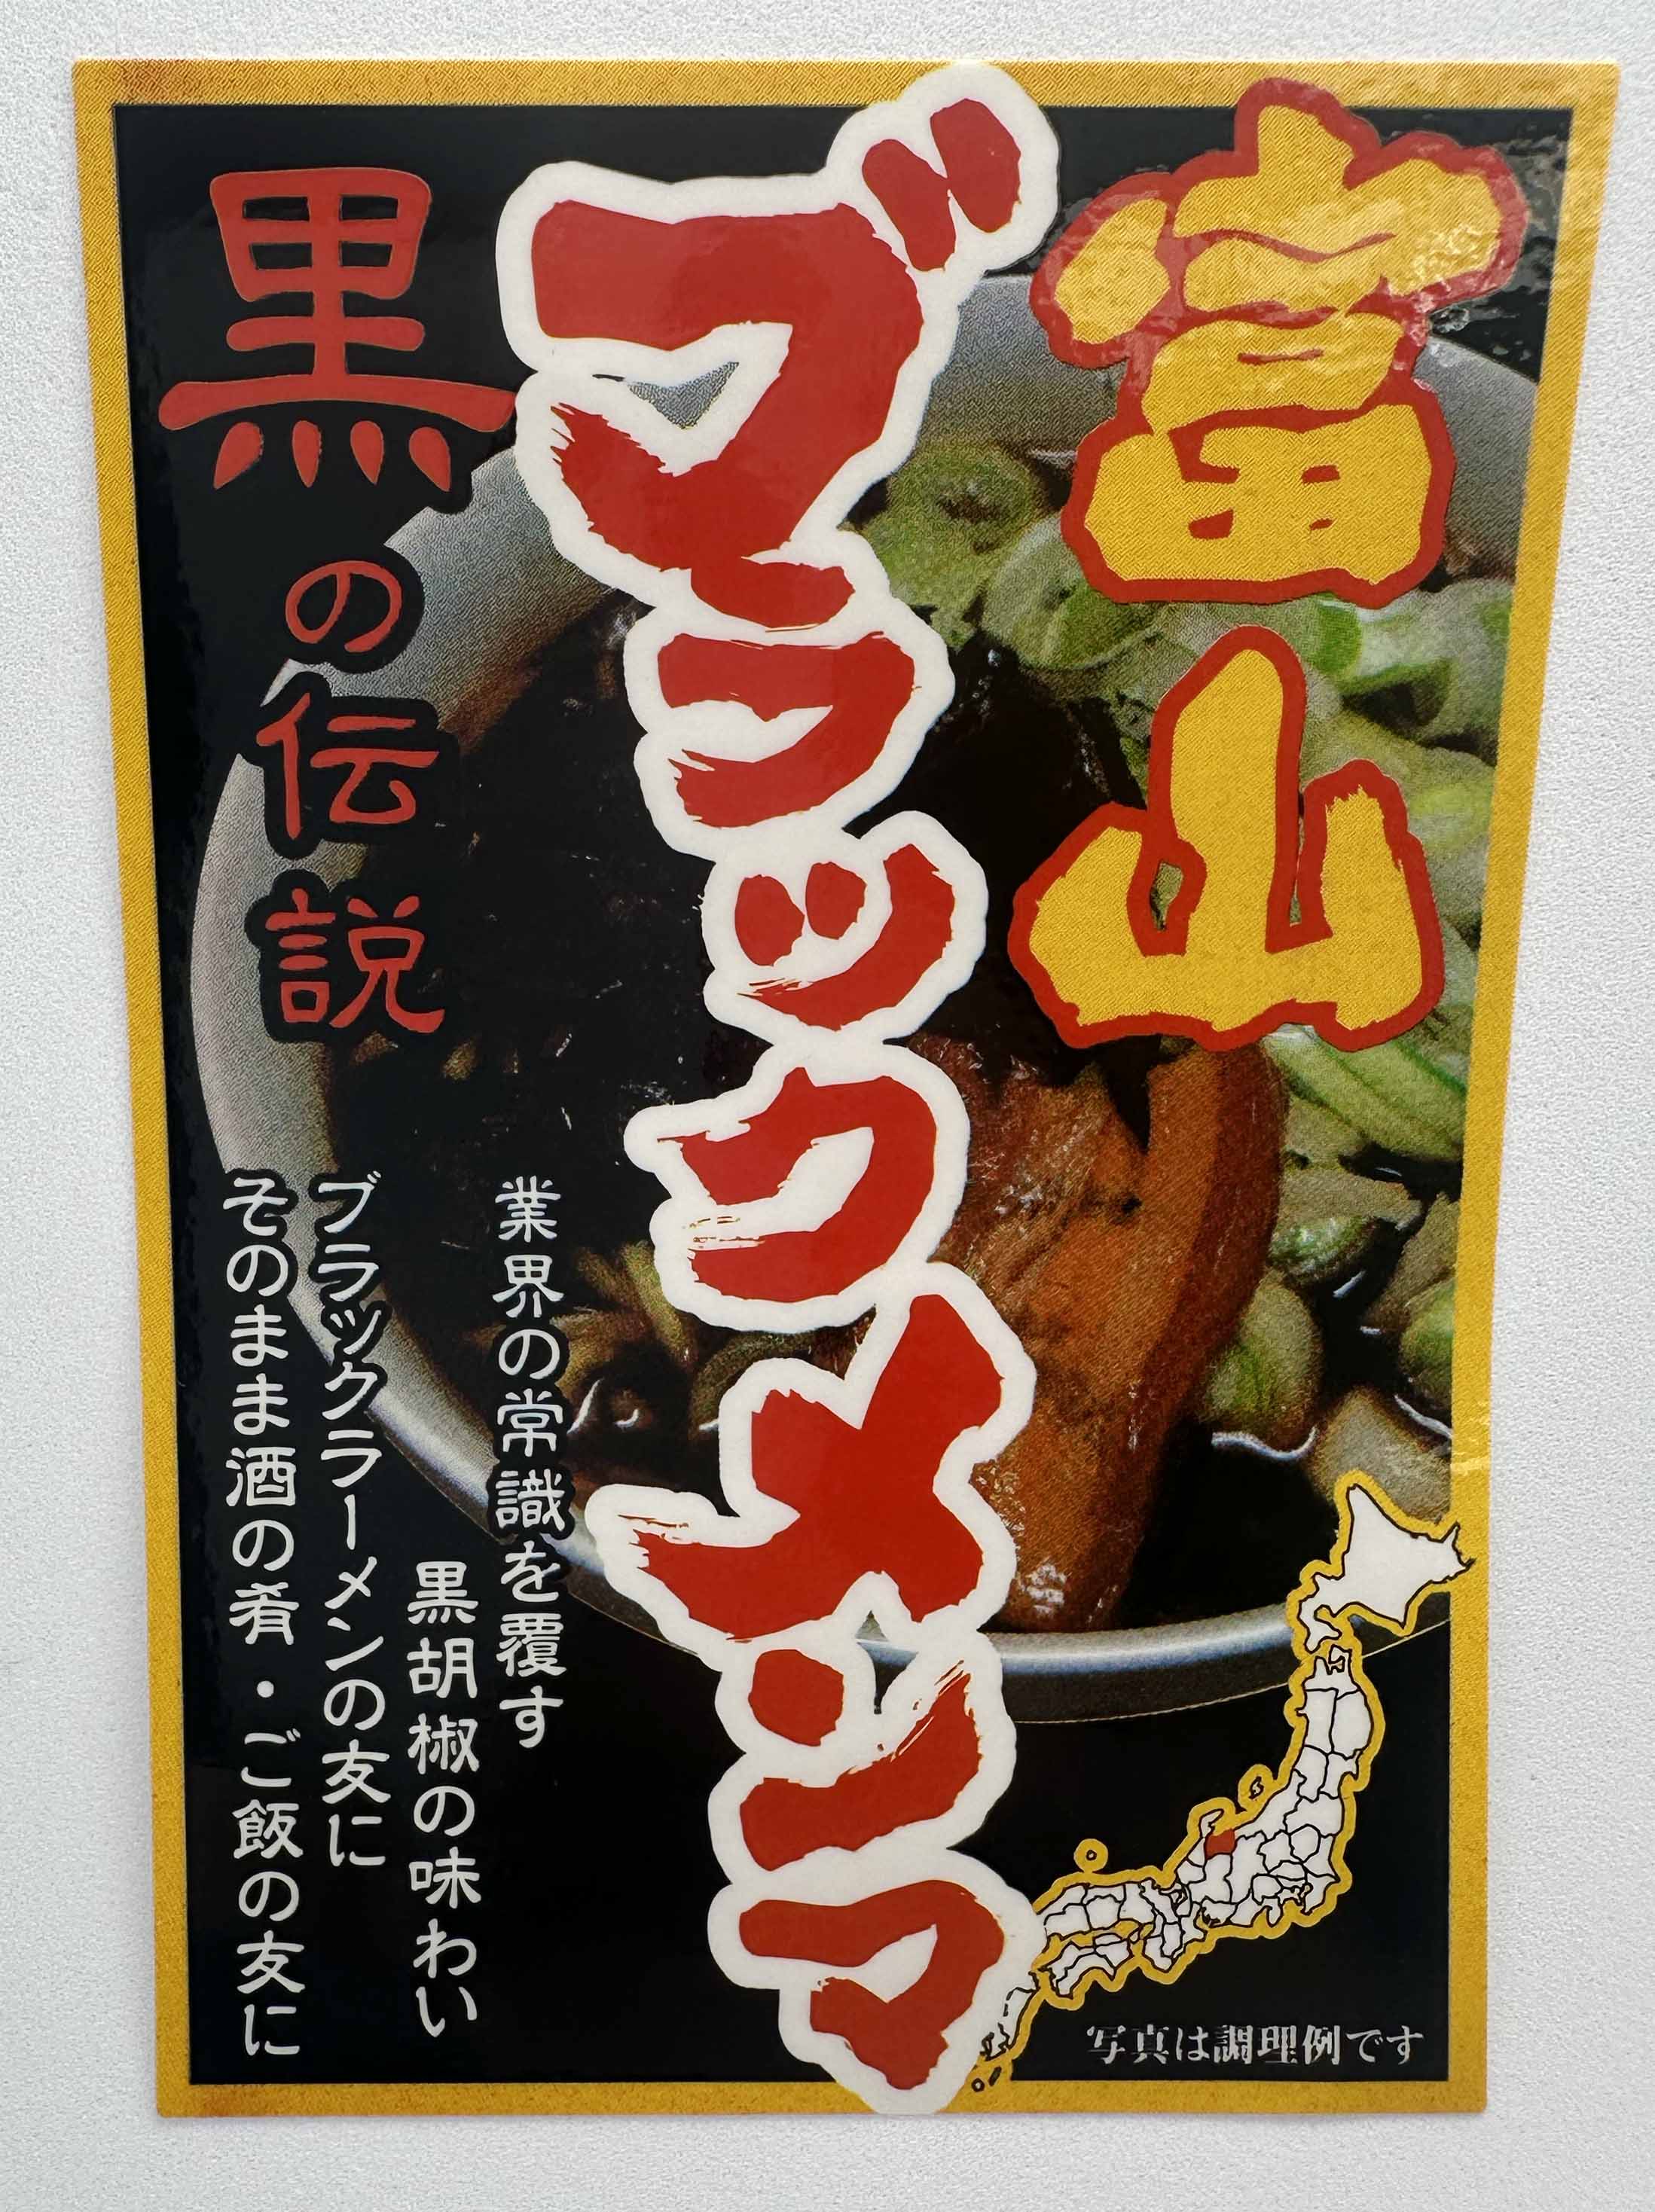 富山
ブラックメンマ
黒の伝説
業界の常識を覆す
黒胡椒の味わい
ブラックラーメンの友に
そのまま酒の肴・ご飯の友に
写真は調理例です